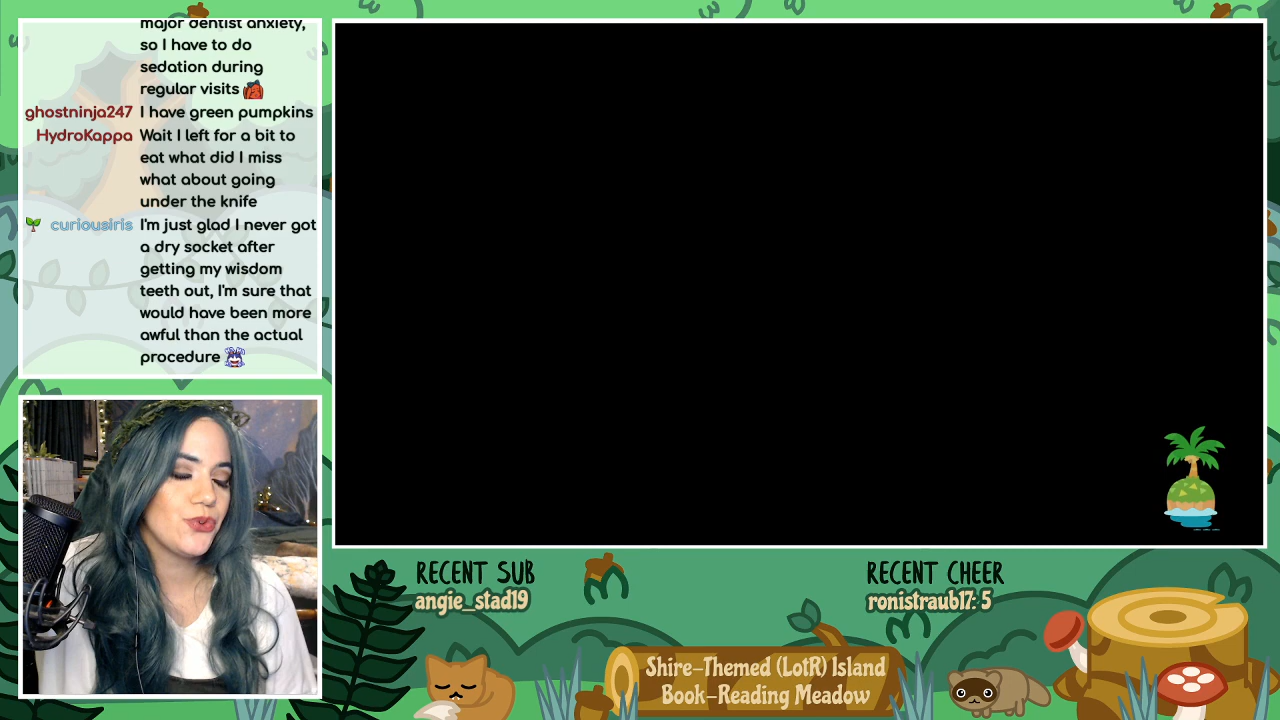 major dentist anxiety,
so I have to do
sedation during
regular visits
ghostninja247 I have green pumpkins
HydroKappa Wait I left for a bit to
eat what did I miss
what about going
under the knife
curiousiris I'm just glad I never got
a dry socket after
getting my wisdom
teeth out, I'm sure that
would have been more
awful than the actual
procedure
RECENT SUB
angie_stad19
RECENT CHEER
ronistraub17: 5
Shire-Themed (LotR) Island
Book-Reading Meadow